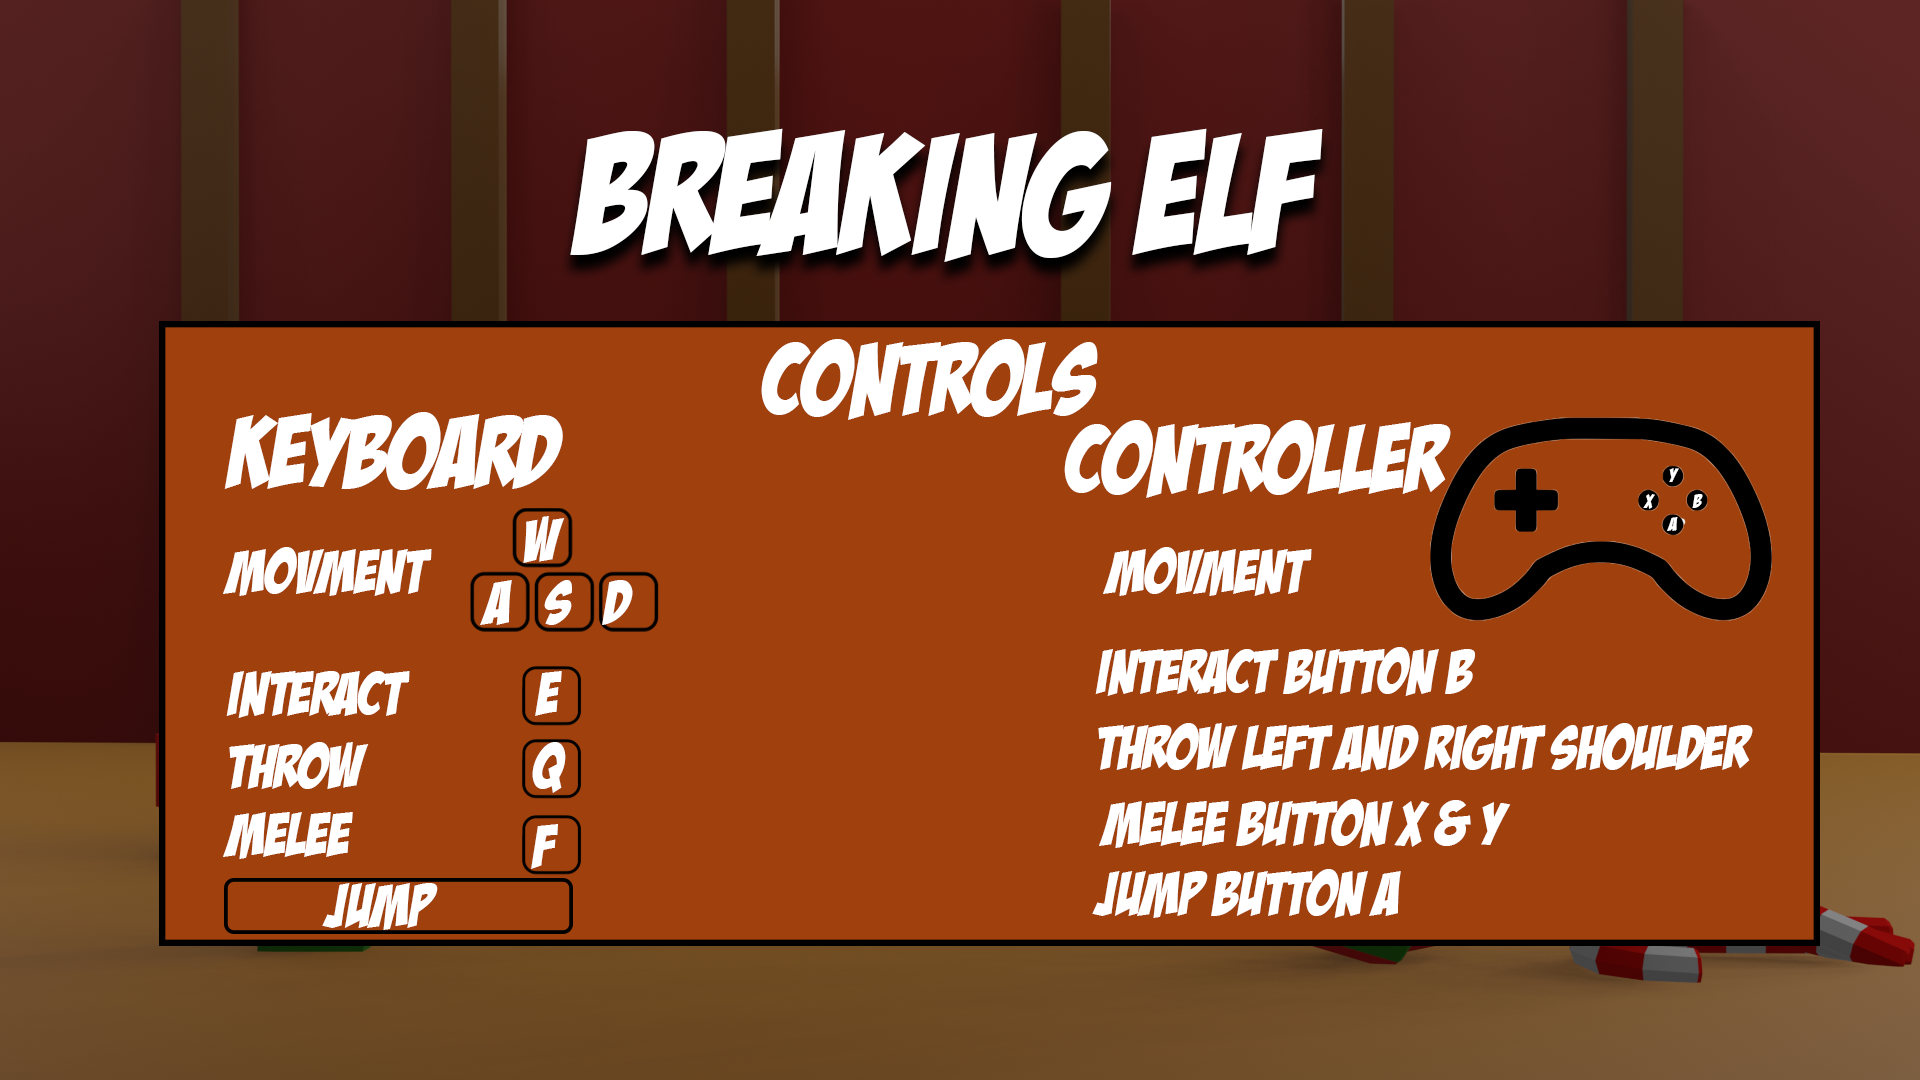 BREAKING ELF
CONTROLS
KEYBOARD
MOVMENT
W
A S D
INTERACT E
THROW Q
MELEE F
JUMP
CONTROLLER
Y
X B
A
MOVMENT
INTERACT BUTTON B
THROW LEFT AND RIGHT SHOULDER
MELEE BUTTON X & Y
JUMP BUTTON A